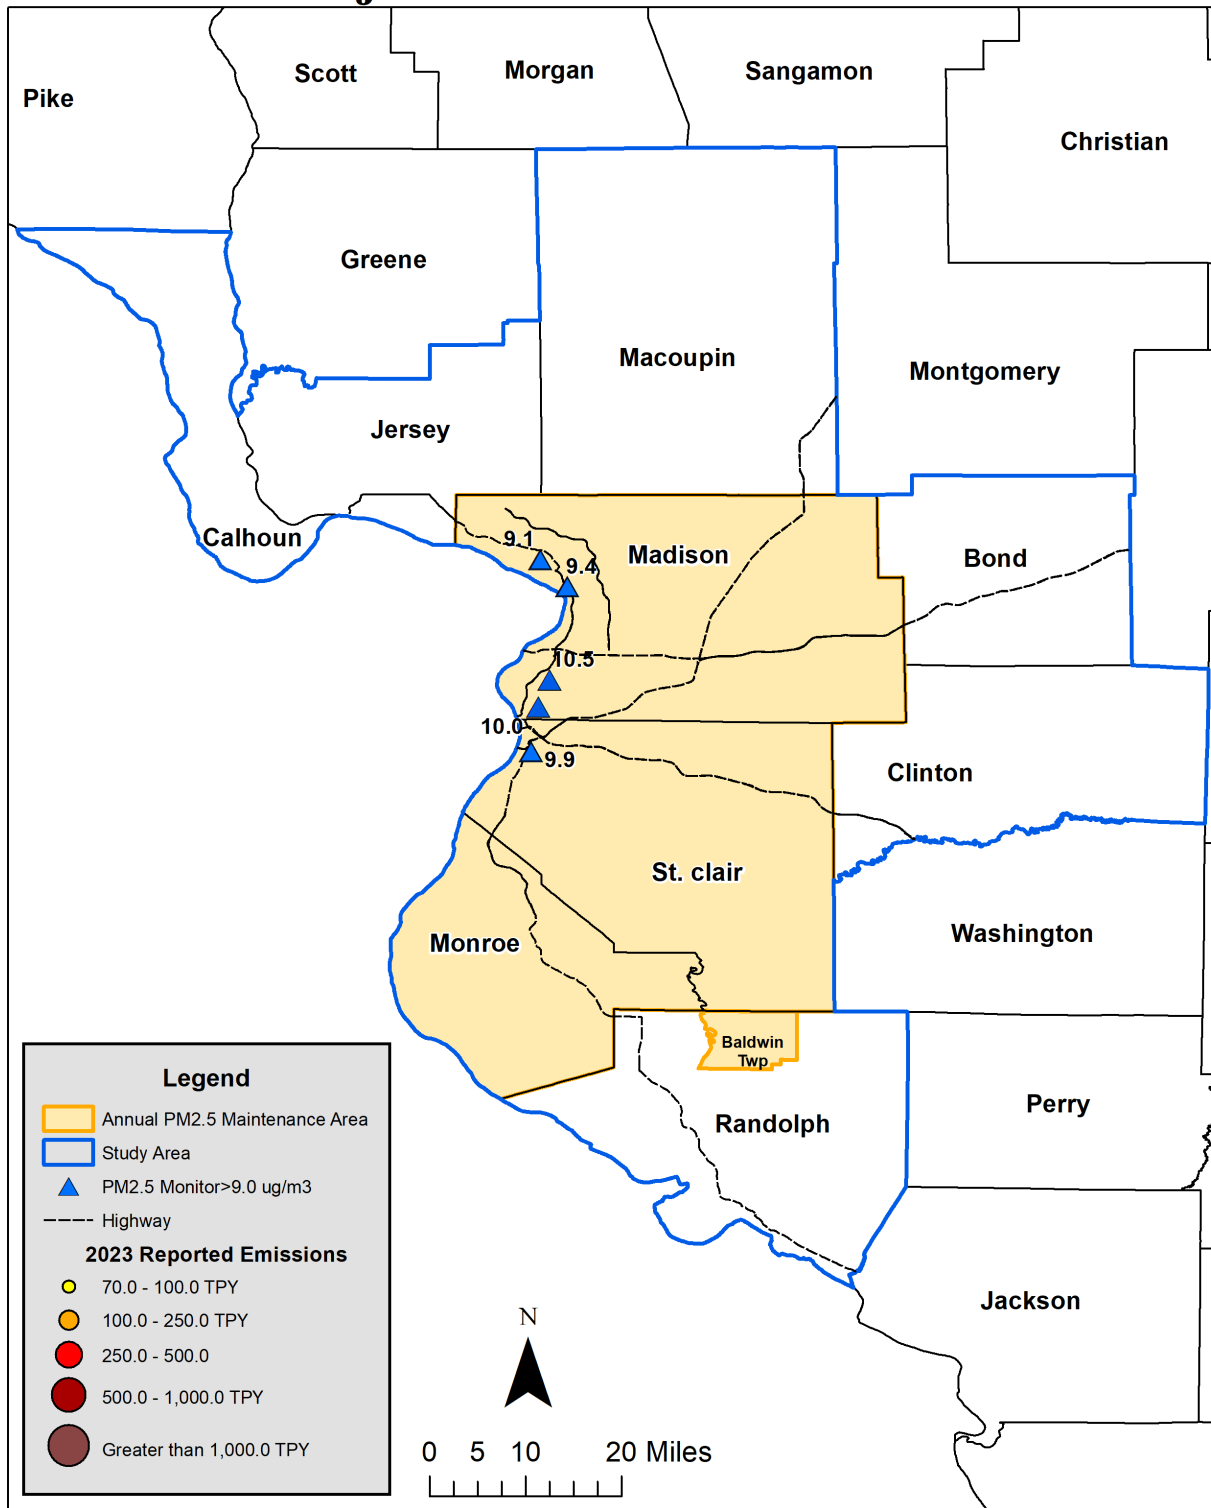 Scott
Morgan
Sangamon
Pike
Christian
Greene
Macoupin
Montgomery
Jersey
Calhoun
9.1
Madison
9.4
Bond
10.5
10.0
9.9
Clinton
St. clair
Monroe
Washington
Baldwin
Twp
Perry
Randolph
Jackson
Legend
Annual PM2.5 Maintenance Area
Study Area
PM2.5 Monitor>9.0 ug/m3
Highway
2023 Reported Emissions
70.0 - 100.0 TPY
100.0 - 250.0 TPY
250.0 - 500.0
500.0 - 1,000.0 TPY
Greater than 1,000.0 TPY
N
0 5 10 20 Miles